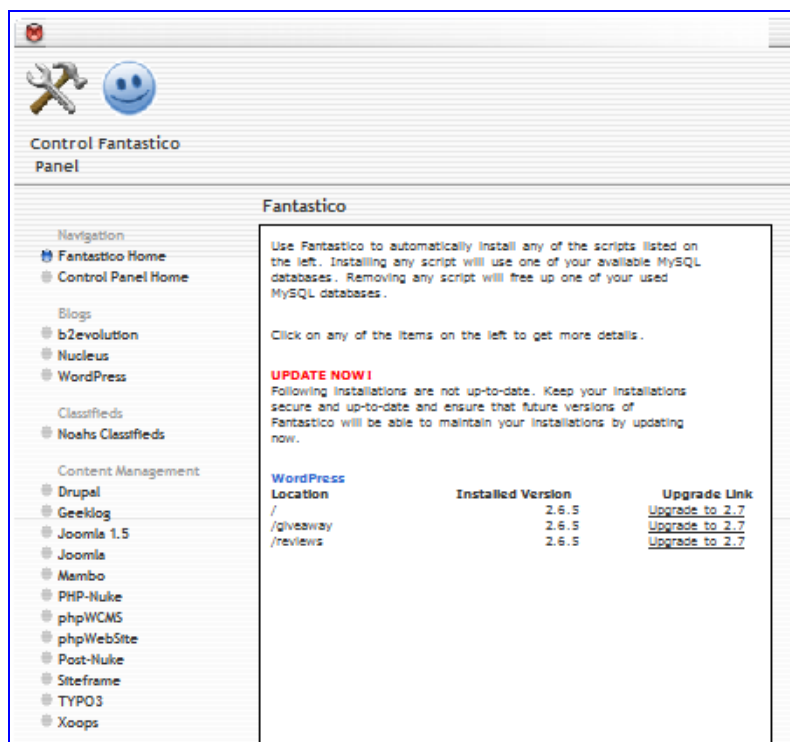 Control Fantastico
Panel
Fantastico
Navigation
Fantastico Home
Control Panel Home
Blogs
b2evolution
Nucleus
WordPress
Classifieds
Noahs Classifieds
Content Management
Drupal
Geeklog
Joomla 1.5
Joomla
Mambo
PHP-Nuke
phpWCMS
phpWebSite
Post-Nuke
Siteframe
TYPO3
Xoops
Use Fantastico to automatically install any of the scripts listed on
the left. Installing any script will use one of your available MySQL
databases. Removing any script will free up one of your used
MySQL databases.
Click on any of the items on the left to get more details.
UPDATE NOW!
Following installations are not up-to-date. Keep your installations
secure and up-to-date and ensure that future versions of
Fantastico will be able to maintain your installations by updating
now.
WordPress
Location Installed Version Upgrade Link
/ 2.6.5 Upgrade to 2.7
/giveaway 2.6.5 Upgrade to 2.7
/reviews 2.6.5 Upgrade to 2.7